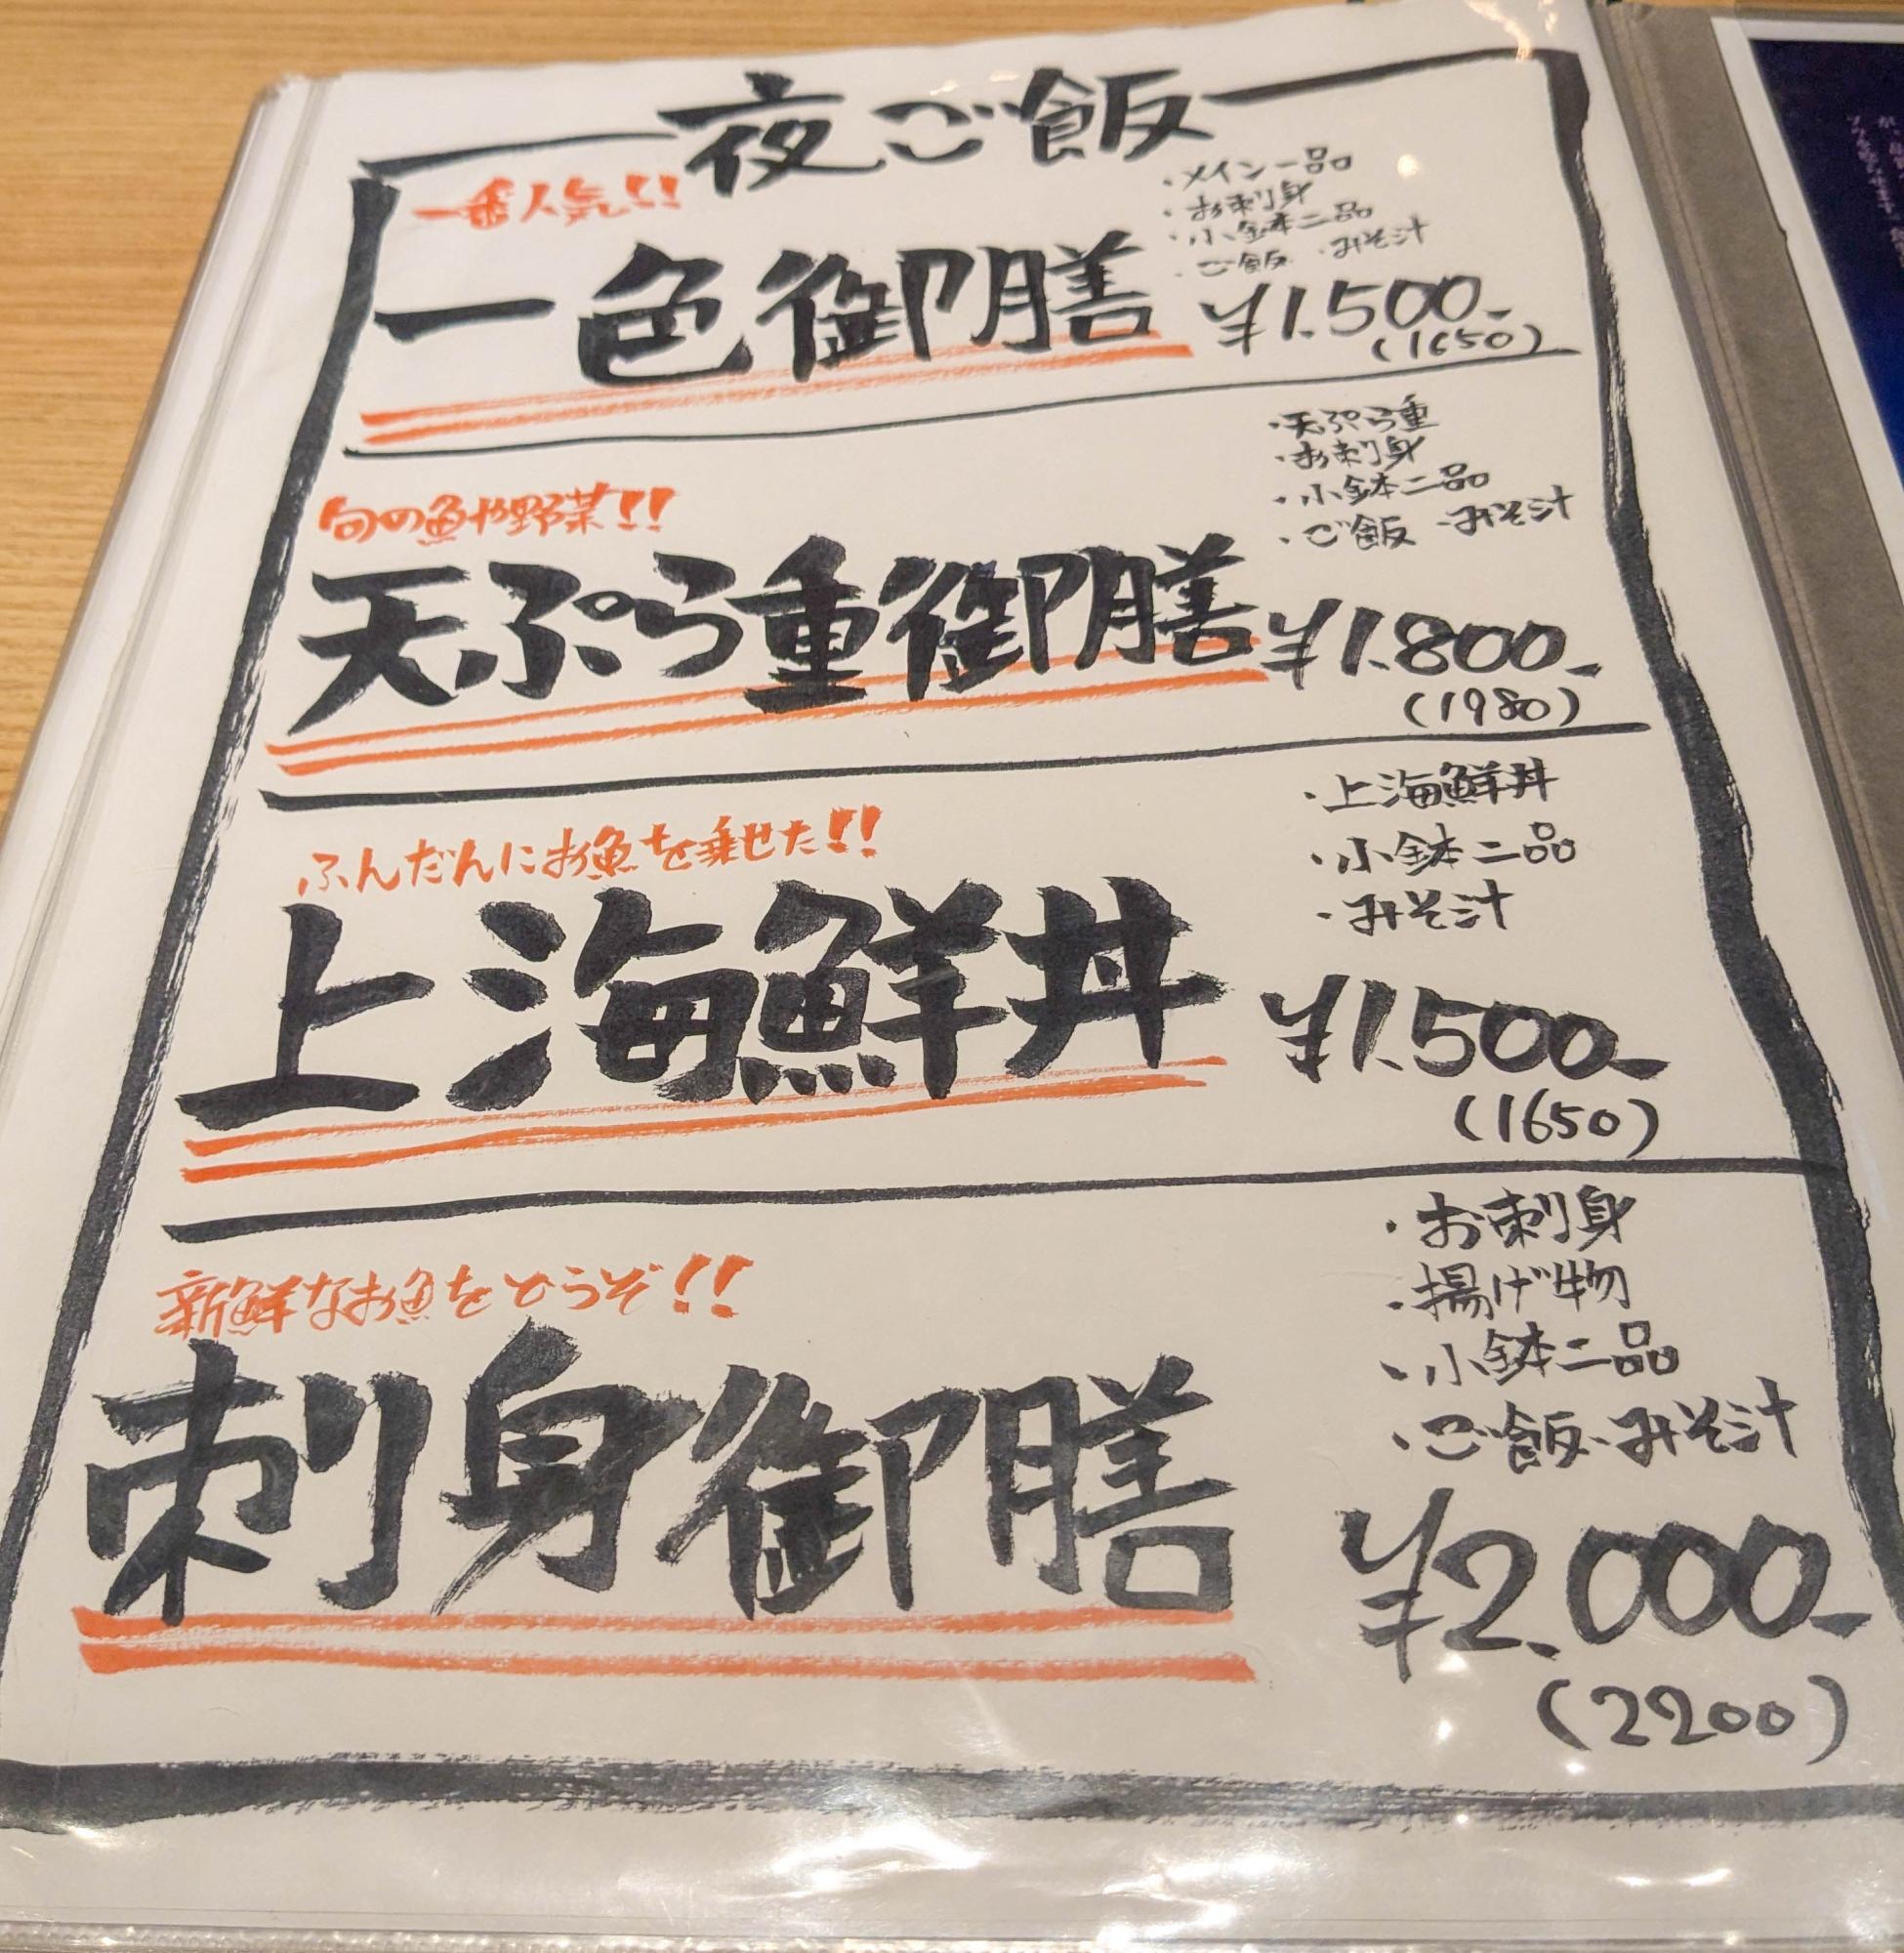 夜ご飯
一番人気!!
・メイン一品
・お刺身
・小鉢二品
・ご飯 ・みそ汁
一色御膳
¥1.500.-
(1650)
・天ぷら重
・お刺身
・小鉢二品
・ご飯 ・みそ汁
旬の魚や野菜!!
天ぷら重御膳
¥1.800.-
(1980)
・上海鮮丼
・小鉢二品
・みそ汁
ふんだんにお魚を乗せた!!
上海鮮丼
¥1.500-
(1650)
・お刺身
・揚げ物
・小鉢二品
・ご飯・みそ汁
新鮮なお魚をどうぞ!!
刺身御膳
¥2.000-
(2200)